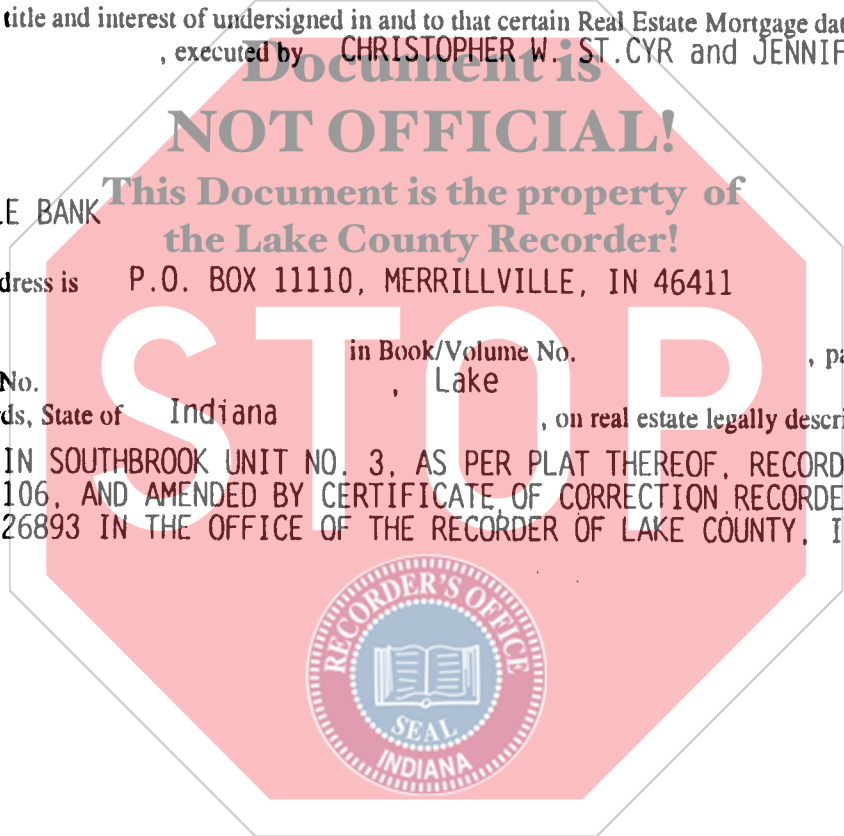 title and interest of undersigned in and to that certain Real Estate Mortgage dat
, executed by CHRISTOPHER W. ST.CYR and JENNIF
Document is
NOT OFFICIAL!
This Document is the property of
the Lake County Recorder!
LE BANK
dress is P.O. BOX 11110, MERRILLVILLE, IN 46411
STOP
in Book/Volume No. , pa
No. , Lake
ds, State of Indiana , on real estate legally descri
IN SOUTHBROOK UNIT NO. 3, AS PER PLAT THEREOF, RECORD
106, AND AMENDED BY CERTIFICATE OF CORRECTION RECORDE
26893 IN THE OFFICE OF THE RECORDER OF LAKE COUNTY, I
RECORDER'S OFFICE
SEAL
INDIANA